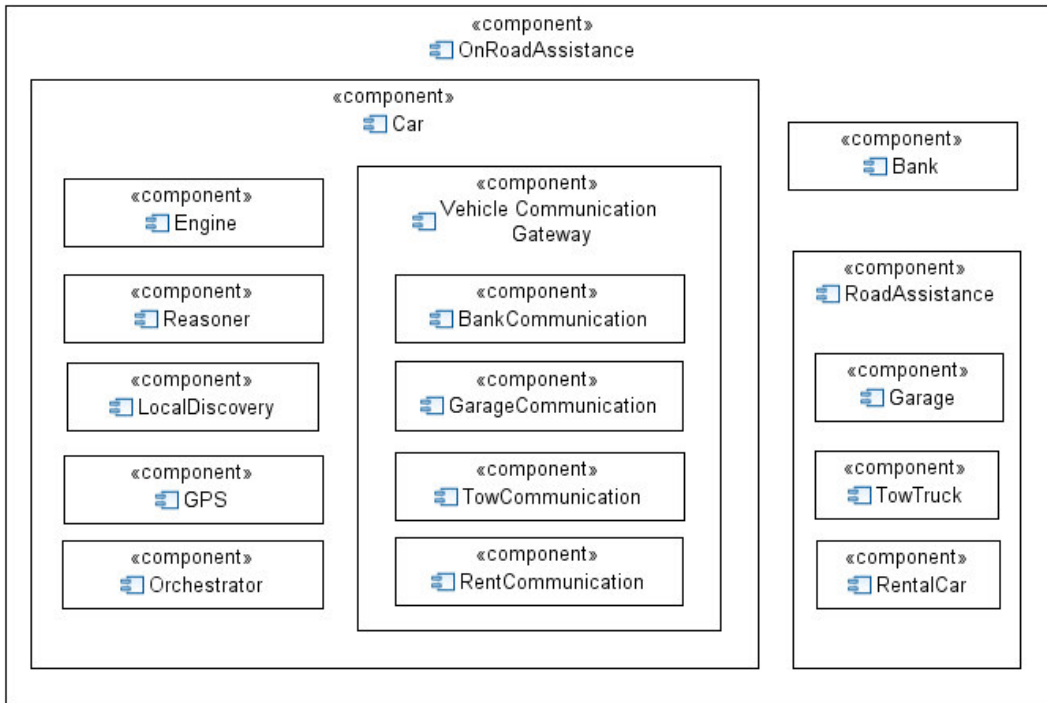 «component»
OnRoadAssistance
«component»
Car
«component»
Engine
«component»
Reasoner
«component»
LocalDiscovery
«component»
GPS
«component»
Orchestrator
«component»
Vehicle Communication
Gateway
«component»
BankCommunication
«component»
GarageCommunication
«component»
TowCommunication
«component»
RentCommunication
«component»
Bank
«component»
RoadAssistance
«component»
Garage
«component»
TowTruck
«component»
RentalCar